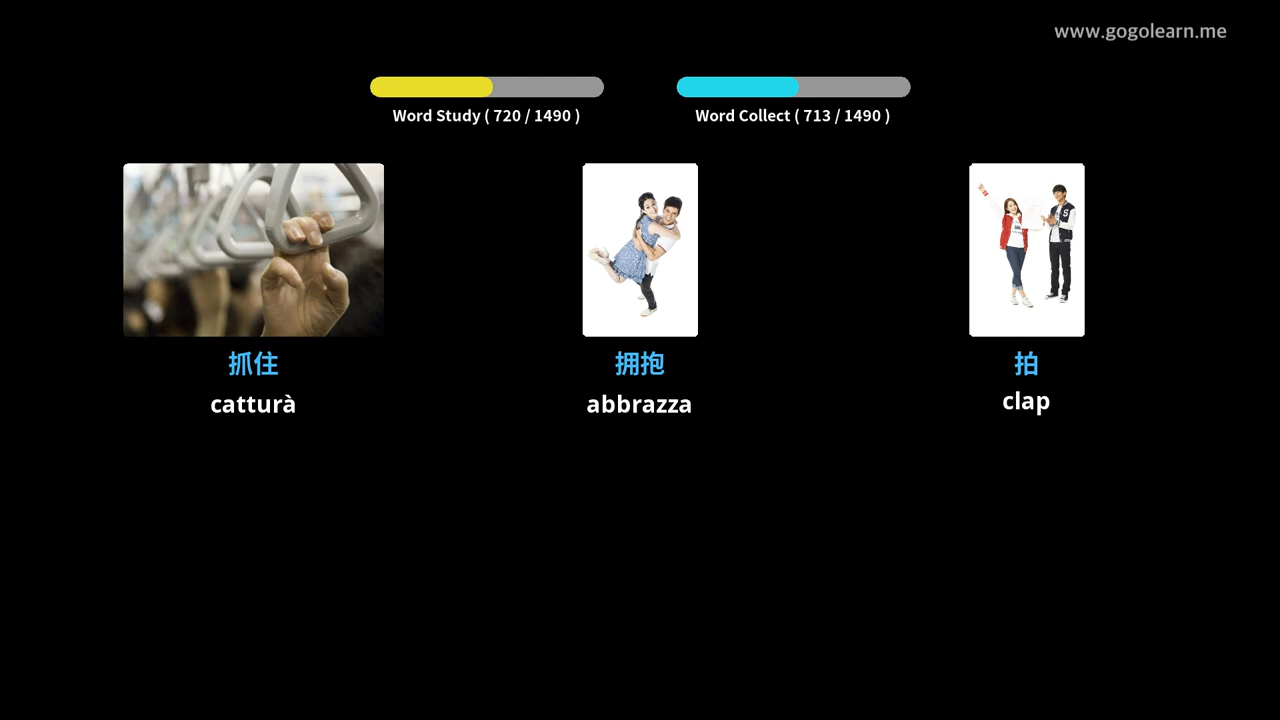 www.gogolearn.me
Word Study ( 720 / 1490 )
Word Collect ( 713 / 1490 )
抓住
拥抱
拍
catturà
abbrazza
clap